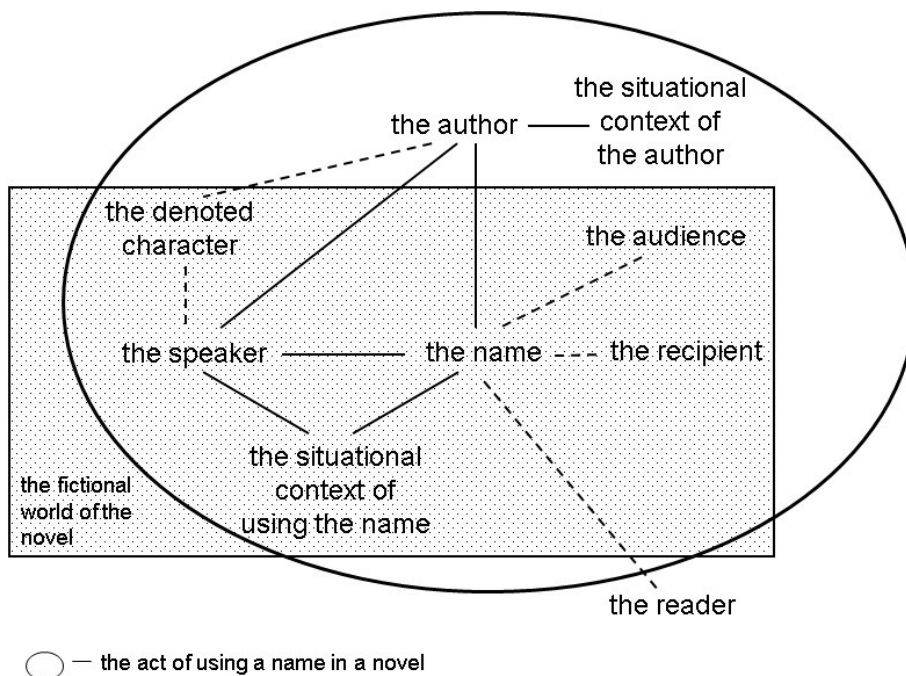 the situational
context of
the author
the author
the denoted
character
the audience
the speaker
the name
the recipient
the situational
context of
using the name
the fictional
world of the
novel
the reader
— the act of using a name in a novel